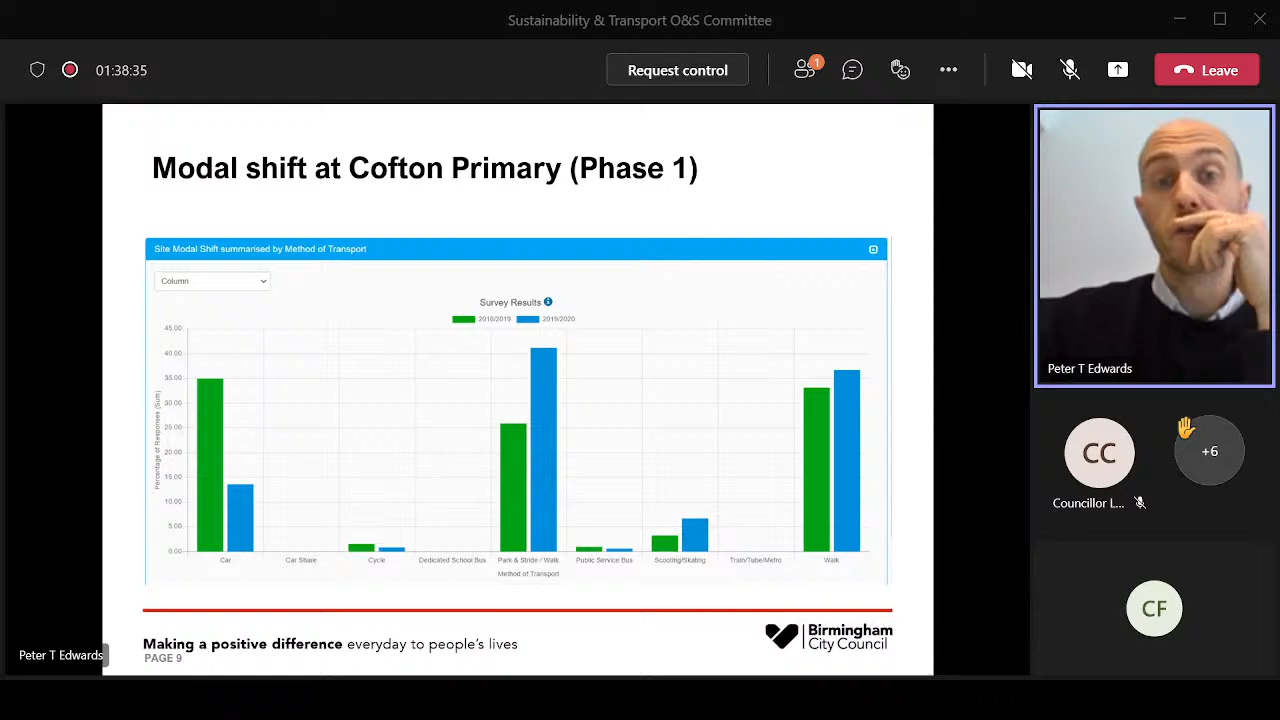 Sustainability & Transport O&S Committee
01:38:35
Request control
1
Leave
Modal shift at Cofton Primary (Phase 1)
Site Modal Shift summarised by Method of Transport
Column
Survey Results
2018/2019 2019/2020
45.00
40.00
35.00
30.00
25.00
20.00
15.00
10.00
5.00
0.00
Percentage of Responses (Sum)
Car Car Share Cycle Dedicated School Bus Park & Stride / Walk Public Service Bus Scooting/Skating Train/Tube/Metro Walk
Method of Transport
Making a positive difference everyday to people's lives
PAGE 9
Birmingham
City Council
Peter T Edwards
Peter T Edwards
CC
+6
Councillor L...
CF